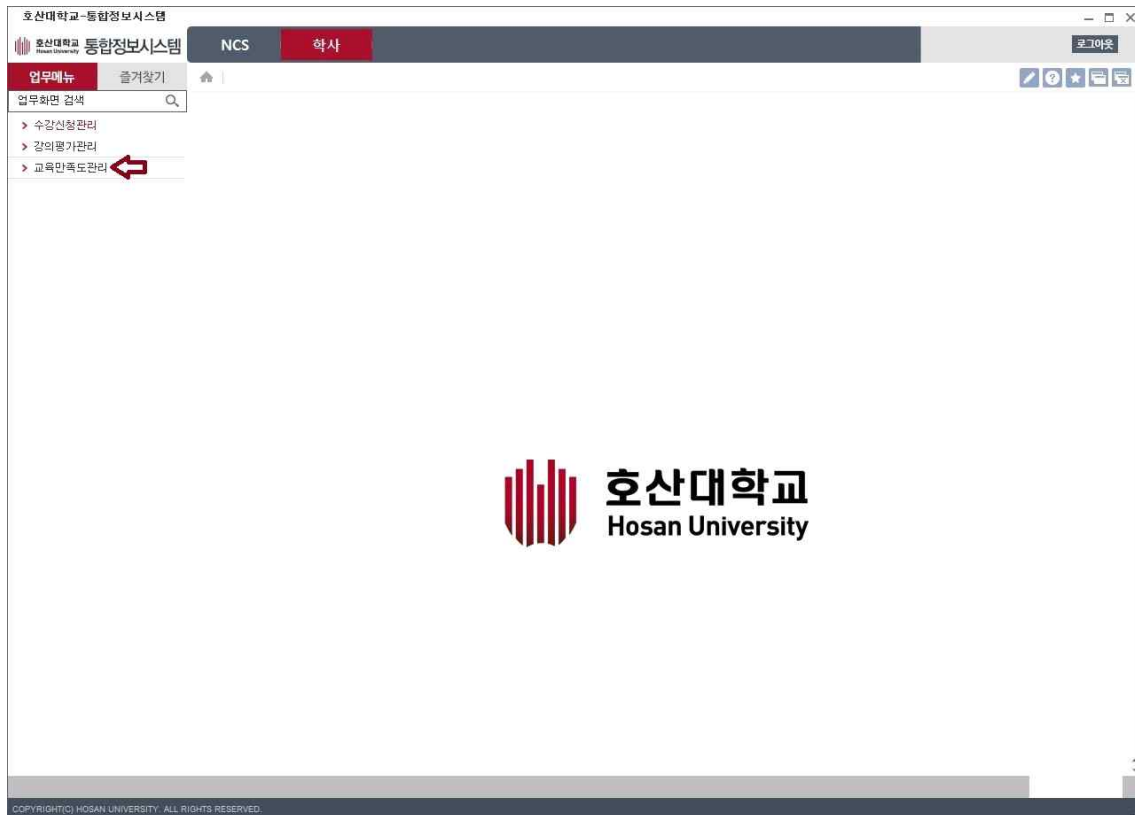 호산대학교-통합정보시스템
호산대학교 Hosan University 통합정보시스템 NCS 학사 로그아웃
업무메뉴 즐겨찾기
업무화면 검색
수강신청관리
강의평가관리
교육만족도관리
호산대학교
Hosan University
COPYRIGHT(C) HOSAN UNIVERSITY. ALL RIGHTS RESERVED.